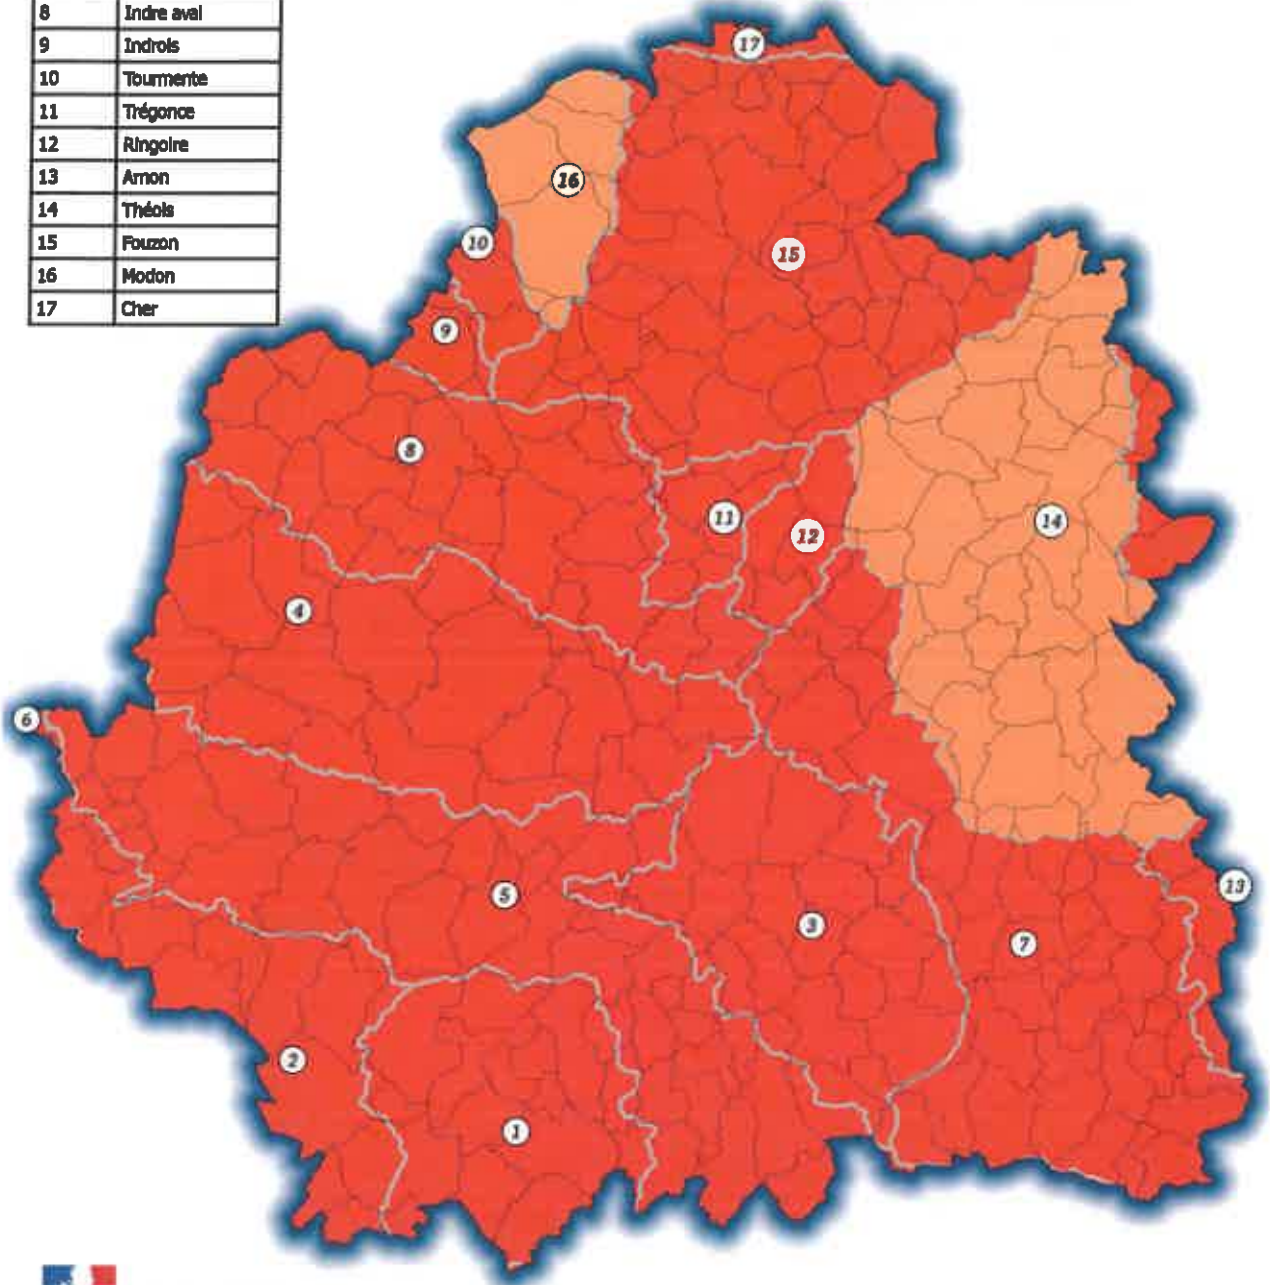 8 Indre aval
9 Indrois
10 Tourmente
11 Trégonce
12 Ringoire
13 Arnon
14 Théols
15 Fouzon
16 Modon
17 Cher
17
16
10
15
9
8
11
12
14
4
6
5
3
13
7
2
1